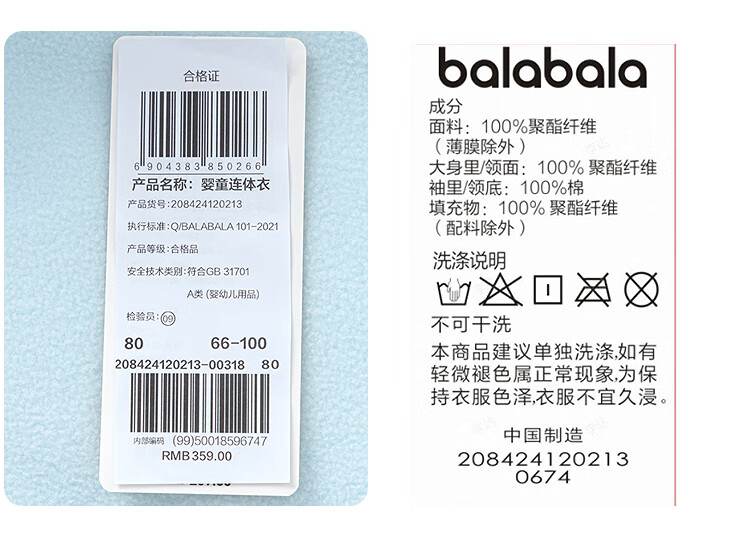 合格证
6 904383 850266
产品名称: 婴童连体衣
产品货号:208424120213
执行标准:Q/BALABALA 101-2021
产品等级:合格品
安全技术类别:符合GB 31701
A类 (婴幼儿用品)
检验员: 09
80 66-100
208424120213-00318 80
内部编码 (99)50018596747
RMB 359.00
balabala
成分
面料: 100%聚酯纤维
(薄膜除外)
大身里/领面: 100%聚酯纤维
袖里/领底: 100%棉
填充物: 100% 聚酯纤维
(配料除外)
洗涤说明
不可干洗
本商品建议单独洗涤,如有
轻微褪色属正常现象,为保
持衣服色泽,衣服不宜久浸。
中国制造
208424120213
0674